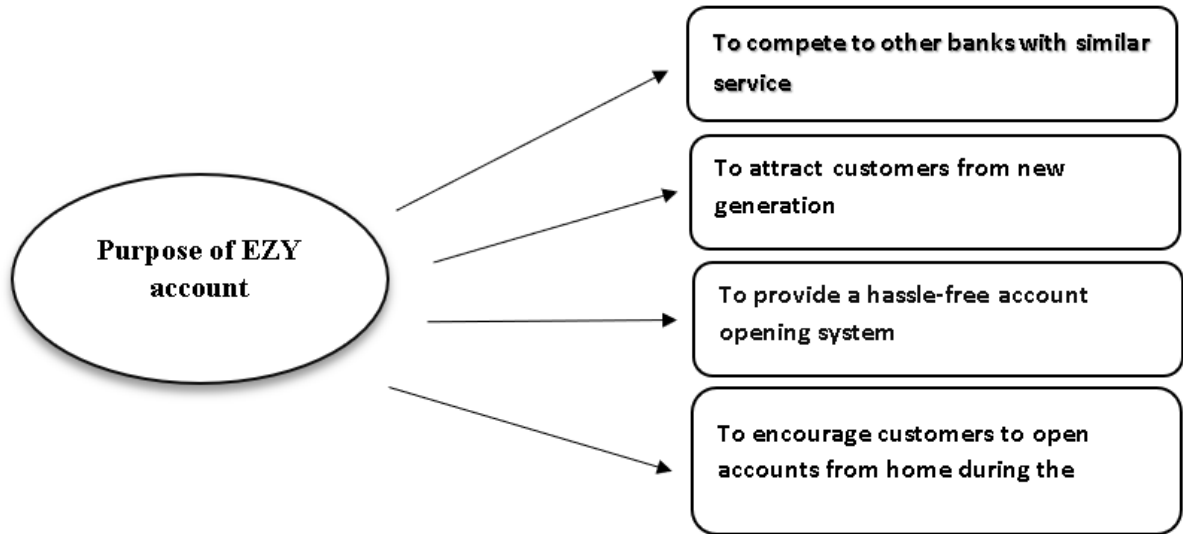 Purpose of EZY
account
To compete to other banks with similar
service
To attract customers from new
generation
To provide a hassle-free account
opening system
To encourage customers to open
accounts from home during the